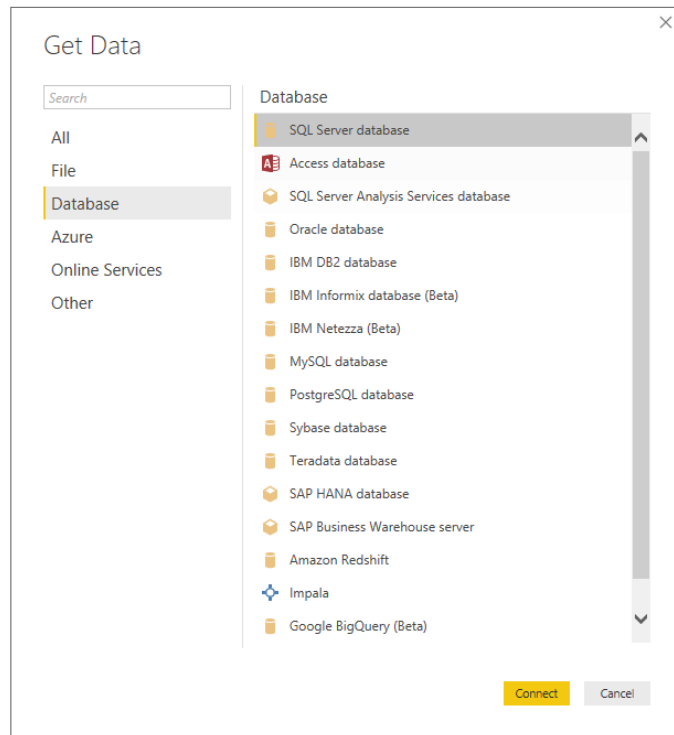 Get Data
Search
All
File
Database
Azure
Online Services
Other
Database
SQL Server database
A
Access database
SQL Server Analysis Services database
Oracle database
IBM DB2 database
IBM Informix database (Beta)
IBM Netezza (Beta)
MySQL database
PostgreSQL database
Sybase database
Teradata database
SAP HANA database
SAP Business Warehouse server
Amazon Redshift
Impala
Google BigQuery (Beta)
Connect
Cancel